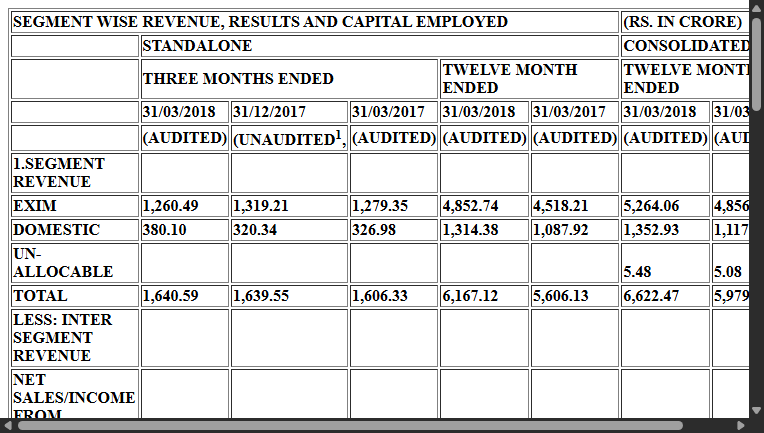 SEGMENT WISE REVENUE, RESULTS AND CAPITAL EMPLOYED (RS. IN CRORE)
STANDALONE CONSOLIDATED
THREE MONTHS ENDED TWELVE MONTH ENDED TWELVE MONTH ENDED
31/03/2018 31/12/2017 31/03/2017 31/03/2018 31/03/2017 31/03/2018 31/03
(AUDITED) (UNAUDITED1, (AUDITED) (AUDITED) (AUDITED) (AUDITED)
1.SEGMENT
REVENUE
EXIM 1,260.49 1,319.21 1,279.35 4,852.74 4,518.21 5,264.06 4,856
DOMESTIC 380.10 320.34 326.98 1,314.38 1,087.92 1,352.93 1,117
UN-
ALLOCABLE 5.48 5.08
TOTAL 1,640.59 1,639.55 1,606.33 6,167.12 5,606.13 6,622.47 5,979
LESS: INTER
SEGMENT
REVENUE
NET
SALES/INCOME
FROM